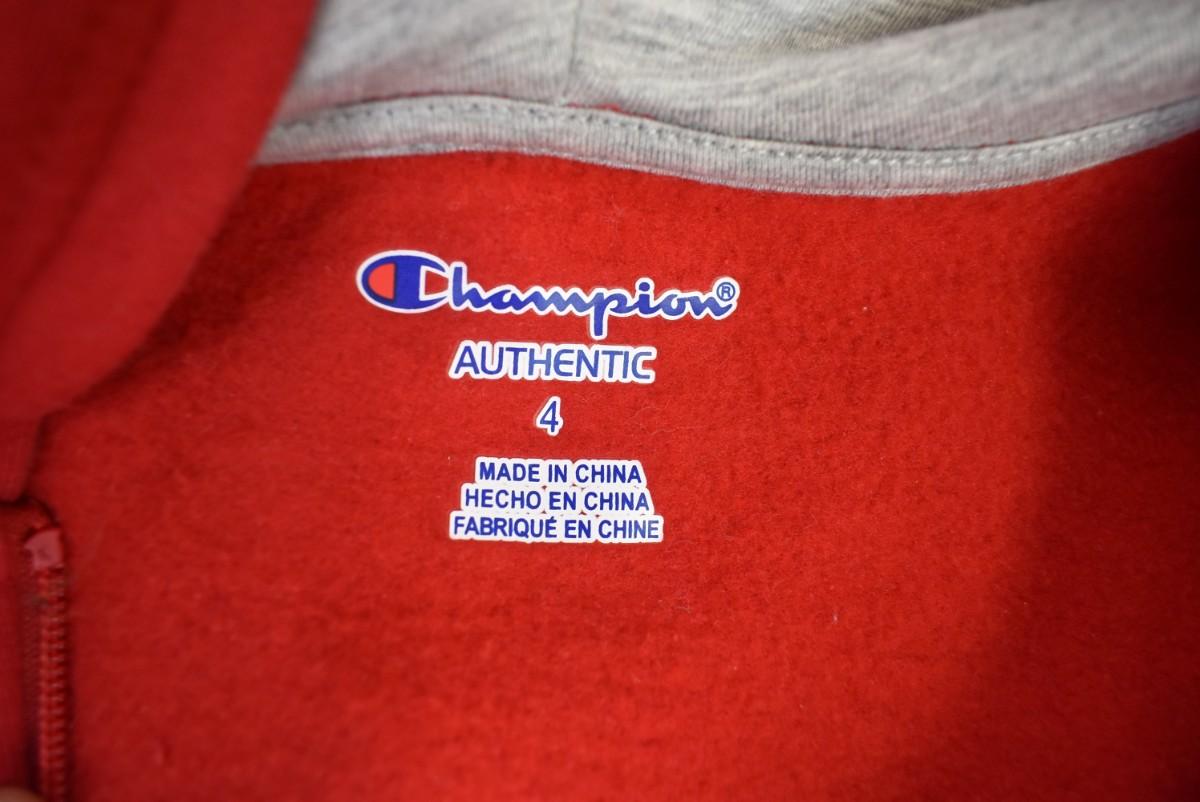 Champion®
AUTHENTIC
4
MADE IN CHINA
HECHO EN CHINA
FABRIQUÉ EN CHINE